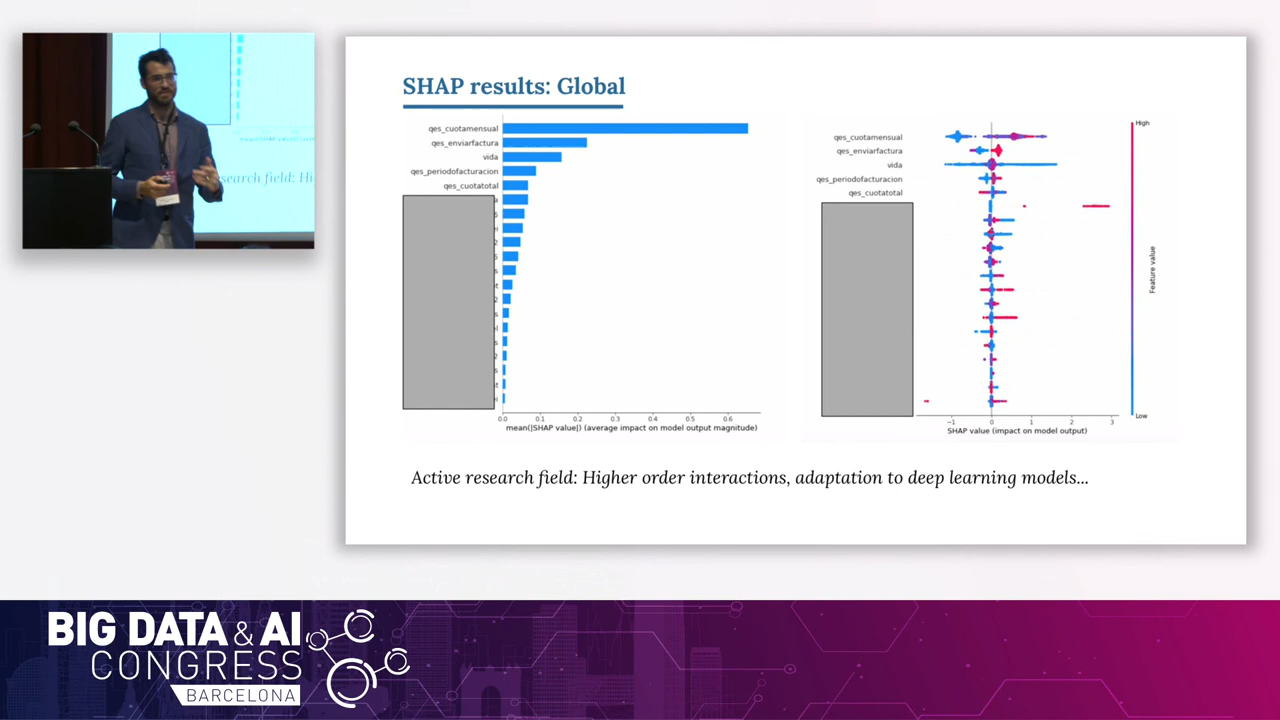 SHAP results: Global
qes_cuotamensual
qes_enviarfactura
vida
qes_periodofacturacion
qes_cuotatotal
0.0 0.1 0.2 0.3 0.4 0.5 0.6
mean(|SHAP value|) (average impact on model output magnitude)
qes_cuotamensual
qes_enviarfactura
vida
qes_periodofacturacion
qes_cuotatotal
−1 0 1 2 3
SHAP value (impact on model output)
High
Feature value
Low
Active research field: Higher order interactions, adaptation to deep learning models...
BIG DATA & AI
CONGRESS
BARCELONA